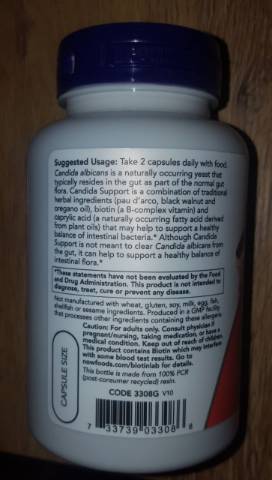 Suggested Usage: Take 2 capsules daily with food.
Candida albicans is a naturally occurring yeast that
typically resides in the gut as part of the normal gut
flora. Candida Support is a combination of traditional
herbal ingredients (pau d'arco, black walnut and
oregano oil), biotin (a B-complex vitamin) and
caprylic acid (a naturally occurring fatty acid derived
from plant oils) that may help to support a healthy
balance of intestinal bacteria.* Although Candida
Support is not meant to clear Candida albicans from
the gut, it can help to support a healthy balance of
intestinal flora.*
*These statements have not been evaluated by the Food
and Drug Administration. This product is not intended to
diagnose, treat, cure or prevent any disease.
Not manufactured with wheat, gluten, soy, milk, egg, fish,
shellfish or sesame ingredients. Produced in a GMP facility
that processes other ingredients containing these allergens.
Caution: For adults only. Consult physician if
pregnant/nursing, taking medication, or have a
medical condition. Keep out of reach of children.
This product contains Biotin which may interfere
with some blood test results. Go to
nowfoods.com/biotinlab for details.
This bottle is made from 100% PCR
(post-consumer recycled) resin.
CAPSULE SIZE
CODE 3308G V10
7 33739 03308 8